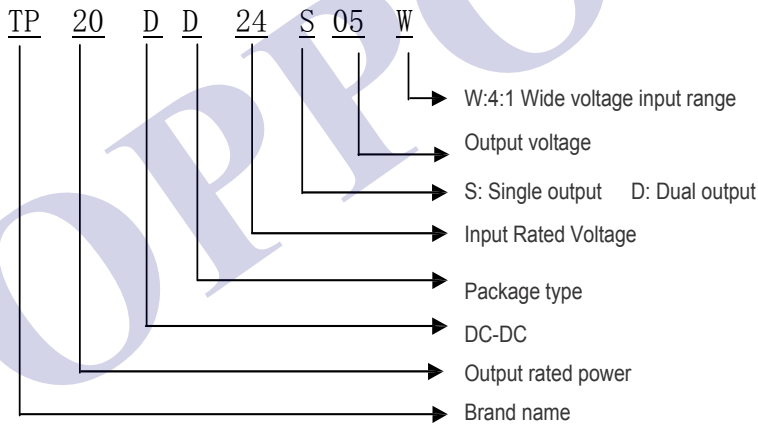 TP 20 D D 24 S 05 W
W:4:1 Wide voltage input range
Output voltage
S: Single output D: Dual output
Input Rated Voltage
Package type
DC-DC
Output rated power
Brand name